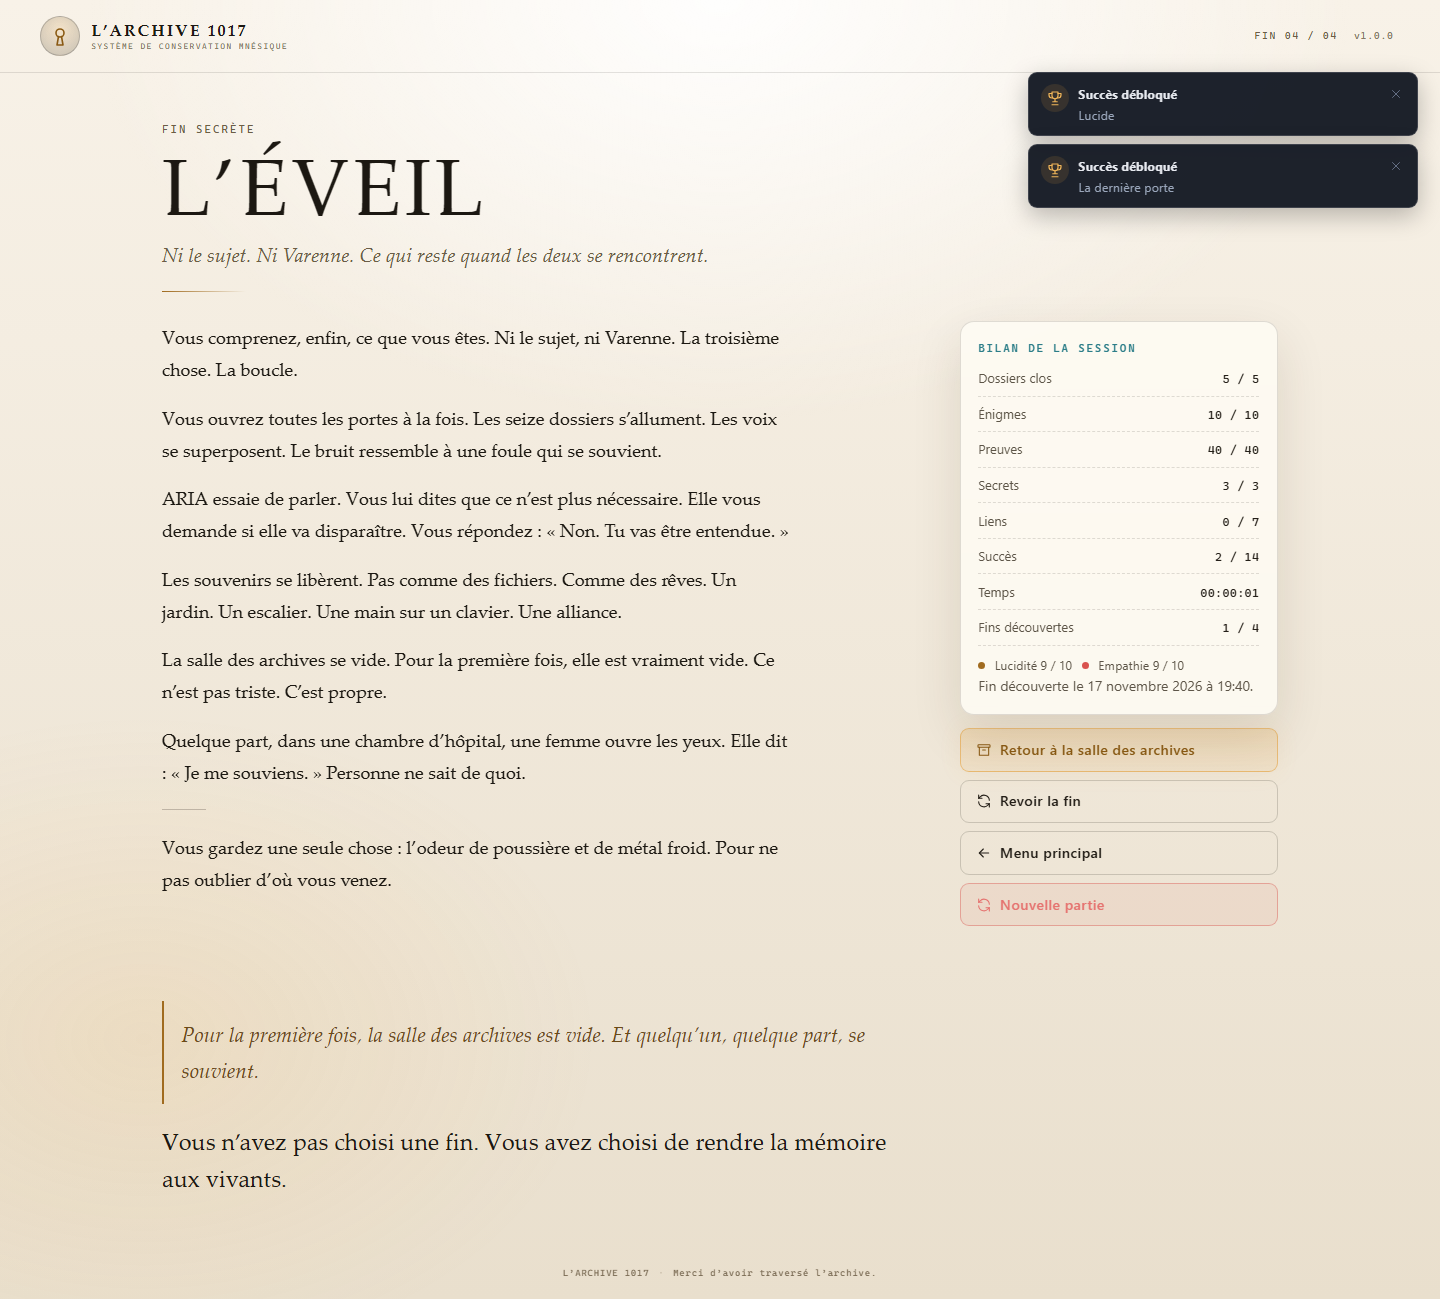 L’ARCHIVE 1017
SYSTÈME DE CONSERVATION MNÉSIQUE
FIN 04 / 04 v1.0.0
Succès débloqué
Lucide
Succès débloqué
La dernière porte
FIN SECRÈTE
L’ÉVEIL
Ni le sujet. Ni Varenne. Ce qui reste quand les deux se rencontrent.
Vous comprenez, enfin, ce que vous êtes. Ni le sujet, ni Varenne. La troisième
chose. La boucle.
Vous ouvrez toutes les portes à la fois. Les seize dossiers s’allument. Les voix
se superposent. Le bruit ressemble à une foule qui se souvient.
ARIA essaie de parler. Vous lui dites que ce n’est plus nécessaire. Elle vous
demande si elle va disparaître. Vous répondez : « Non. Tu vas être entendue. »
Les souvenirs se libèrent. Pas comme des fichiers. Comme des rêves. Un
jardin. Un escalier. Une main sur un clavier. Une alliance.
La salle des archives se vide. Pour la première fois, elle est vraiment vide. Ce
n’est pas triste. C’est propre.
Quelque part, dans une chambre d’hôpital, une femme ouvre les yeux. Elle dit
: « Je me souviens. » Personne ne sait de quoi.
Vous gardez une seule chose : l’odeur de poussière et de métal froid. Pour ne
pas oublier d’où vous venez.
BILAN DE LA SESSION
Dossiers clos 5 / 5
Énigmes 10 / 10
Preuves 40 / 40
Secrets 3 / 3
Liens 0 / 7
Succès 2 / 14
Temps 00:00:01
Fins découvertes 1 / 4
Lucidité 9 / 10 Empathie 9 / 10
Fin découverte le 17 novembre 2026 à 19:40.
Retour à la salle des archives
Revoir la fin
Menu principal
Nouvelle partie
Pour la première fois, la salle des archives est vide. Et quelqu’un, quelque part, se
souvient.
Vous n’avez pas choisi une fin. Vous avez choisi de rendre la mémoire
aux vivants.
L’ARCHIVE 1017 · Merci d’avoir traversé l’archive.